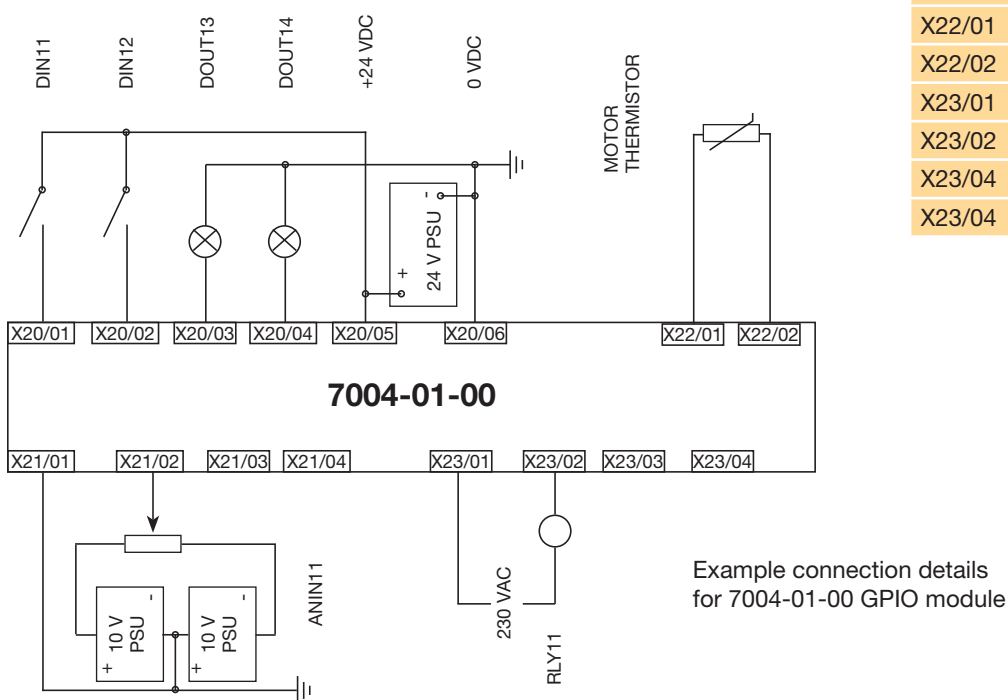 DIN11
DIN12
DOUT13
DOUT14
+24 VDC
0 VDC
MOTOR
THERMISTOR
X22/01
X22/02
X23/01
X23/02
X23/04
X23/04
-
+
24 V PSU
X20/01
X20/02
X20/03
X20/04
X20/05
X20/06
X22/01
X22/02
7004-01-00
X21/01
X21/02
X21/03
X21/04
X23/01
X23/02
X23/03
X23/04
+
10 V
PSU
-
+
10 V
PSU
-
ANIN11
230 VAC
RLY11
Example connection details
for 7004-01-00 GPIO module